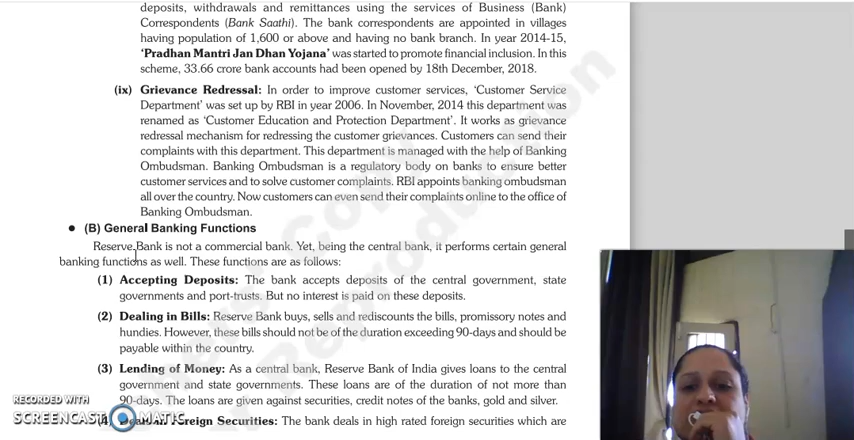 deposits, withdrawals and remittances using the services of Business (Bank)
Correspondents (Bank Saathi). The bank correspondents are appointed in villages
having population of 1,600 or above and having no bank branch. In year 2014-15,
'Pradhan Mantri Jan Dhan Yojana' was started to promote financial inclusion. In this
scheme, 33.66 crore bank accounts had been opened by 18th December, 2018.
(ix) Grievance Redressal: In order to improve customer services, 'Customer Service
Department' was set up by RBI in year 2006. In November, 2014 this department was
renamed as 'Customer Education and Protection Department'. It works as grievance
redressal mechanism for redressing the customer grievances. Customers can send their
complaints with this department. This department is managed with the help of Banking
Ombudsman. Banking Ombudsman is a regulatory body on banks to ensure better
customer services and to solve customer complaints. RBI appoints banking ombudsman
all over the country. Now customers can even send their complaints online to the office of
Banking Ombudsman.
• (B) General Banking Functions
Reserve Bank is not a commercial bank. Yet, being the central bank, it performs certain general
banking functions as well. These functions are as follows:
(1) Accepting Deposits: The bank accepts deposits of the central government, state
governments and port-trusts. But no interest is paid on these deposits.
(2) Dealing in Bills: Reserve Bank buys, sells and rediscounts the bills, promissory notes and
hundies. However, these bills should not be of the duration exceeding 90-days and should be
payable within the country.
(3) Lending of Money: As a central bank, Reserve Bank of India gives loans to the central
government and state governments. These loans are of the duration of not more than
90-days. The loans are given against securities, credit notes of the banks, gold and silver.
(4) Foreign Securities: The bank deals in high rated foreign securities which are
RECORDED WITH
SCREENCAST MATIC
Copy
Reproduction